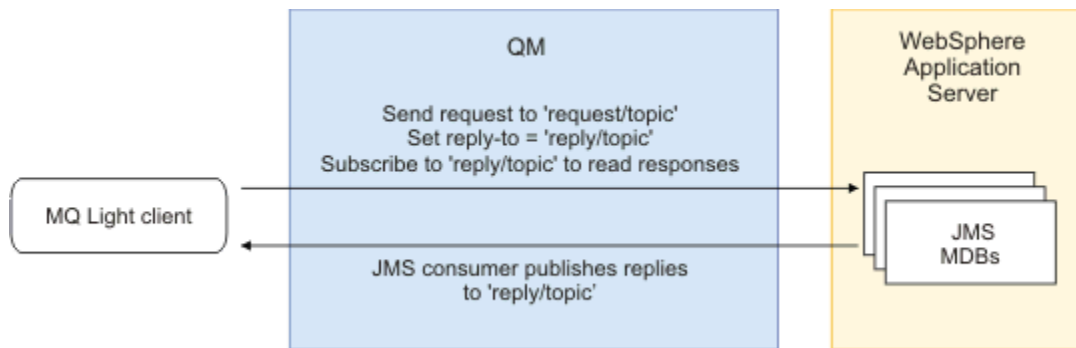 QM
WebSphere
Application
Server
Send request to 'request/topic'
Set reply-to = 'reply/topic'
Subscribe to 'reply/topic' to read responses
MQ Light client
JMS
MDBs
JMS consumer publishes replies
to 'reply/topic'